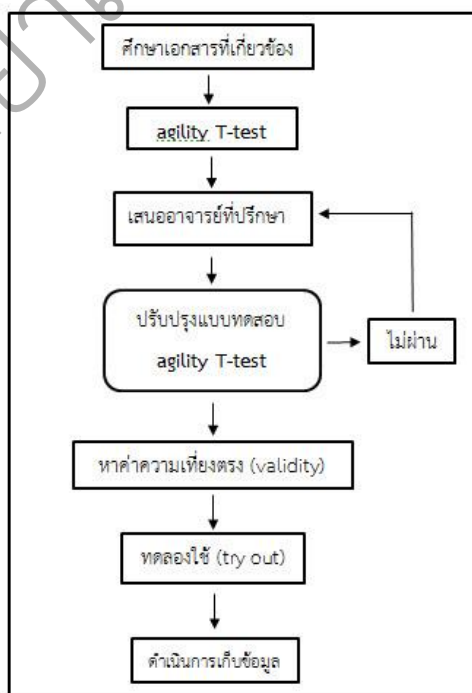 ศึกษาเอกสารที่เกี่ยวข้อง
agility T-test
เสนออาจารย์ที่ปรึกษา
ปรับปรุงแบบทดสอบ
agility T-test
ไม่ผ่าน
หาค่าความเที่ยงตรง (validity)
ทดลองใช้ (try out)
ดำเนินการเก็บข้อมูล